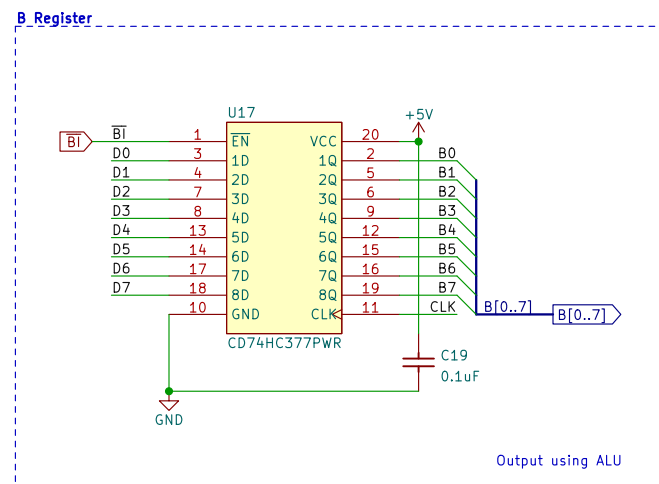 B Register
U17
+5V
BI
BI 1 EN VCC 20
D0 3 1D 1Q 2 B0
D1 4 2D 2Q 5 B1
D2 7 3D 3Q 6 B2
D3 8 4D 4Q 9 B3
D4 13 5D 5Q 12 B4
D5 14 6D 6Q 15 B5
D6 17 7D 7Q 16 B6
D7 18 8D 8Q 19 B7
10 GND CLK 11 CLK
B[0..7] B[0..7]
CD74HC377PWR
C19
0.1uF
GND
Output using ALU